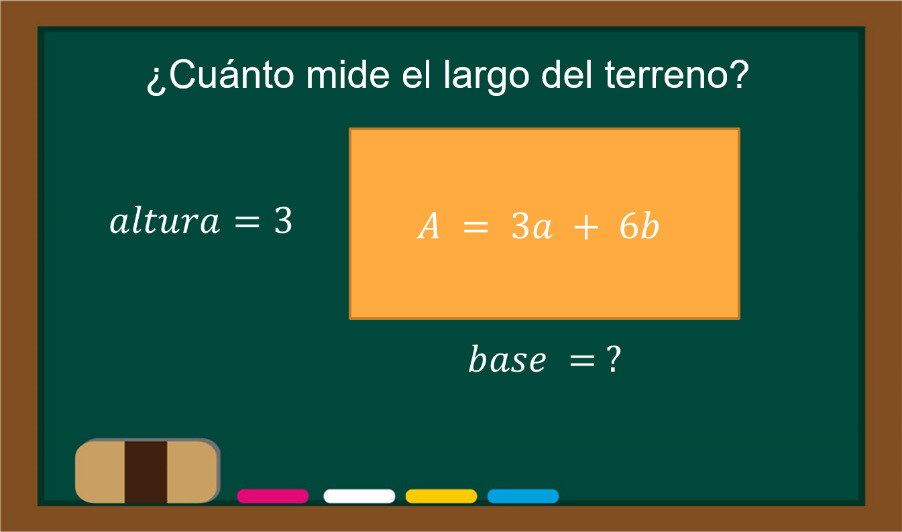 ¿Cuánto mide el largo del terreno?
altura = 3
A = 3a + 6b
base = ?